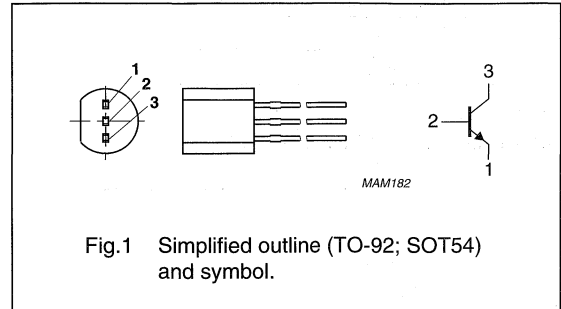 1
2
3
3
2
1
MAM182
Fig.1 Simplified outline (TO-92; SOT54)
and symbol.